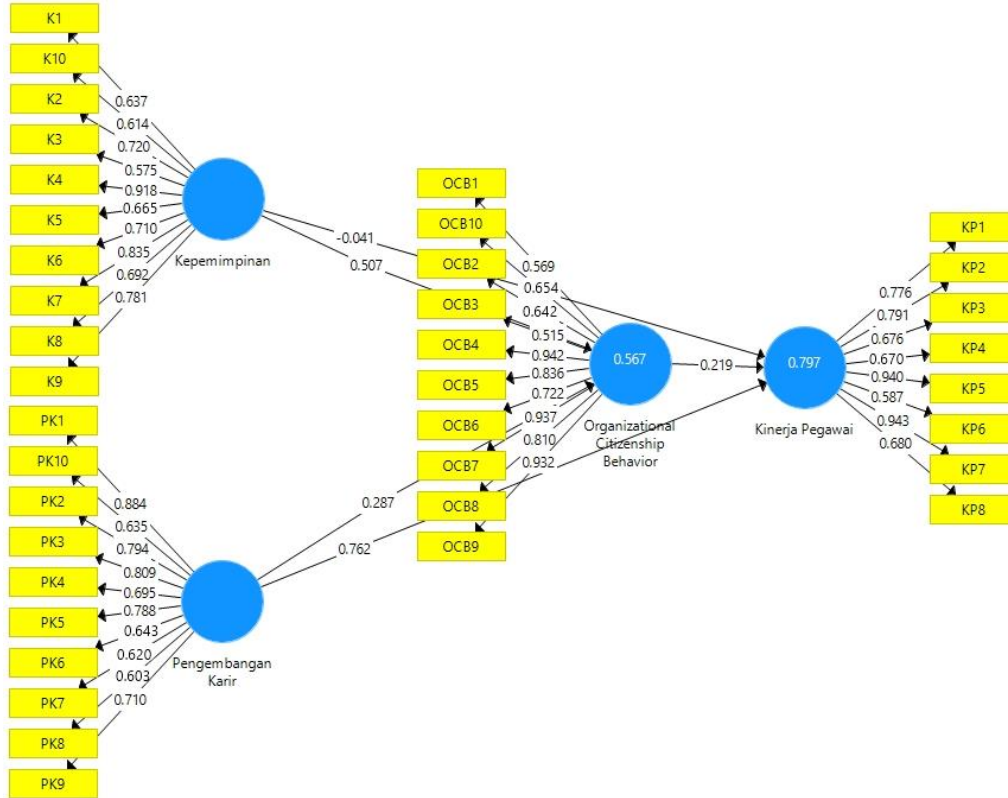 K1
K10
K2
K3
K4
K5
K6
K7
K8
K9
0.637
0.614
0.720
0.575
0.918
0.665
0.710
0.835
0.692
0.781
Kepemimpinan
PK1
PK10
PK2
PK3
PK4
PK5
PK6
PK7
PK8
PK9
0.884
0.635
0.794
0.809
0.695
0.788
0.643
0.620
0.603
0.710
Pengembangan
Karir
-0.041
0.507
0.287
0.762
OCB1
OCB10
OCB2
OCB3
OCB4
OCB5
OCB6
OCB7
OCB8
OCB9
0.569
0.654
0.642
0.515
0.942
0.836
0.722
0.937
0.810
0.932
0.567
Organizational
Citizenship
Behavior
0.219
0.797
Kinerja Pegawai
0.776
0.791
0.676
0.670
0.940
0.587
0.943
0.680
KP1
KP2
KP3
KP4
KP5
KP6
KP7
KP8